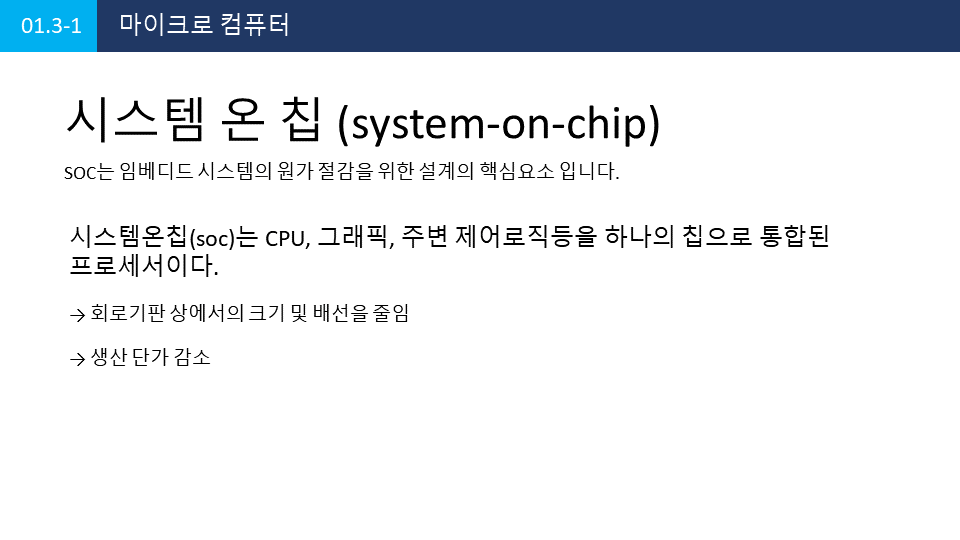 01.3-1 마이크로 컴퓨터
시스템 온 칩 (system-on-chip)
SOC는 임베디드 시스템의 원가 절감을 위한 설계의 핵심요소 입니다.
시스템온칩(soc)는 CPU, 그래픽, 주변 제어로직등을 하나의 칩으로 통합된
프로세서이다.
→ 회로기판 상에서의 크기 및 배선을 줄임
→ 생산 단가 감소